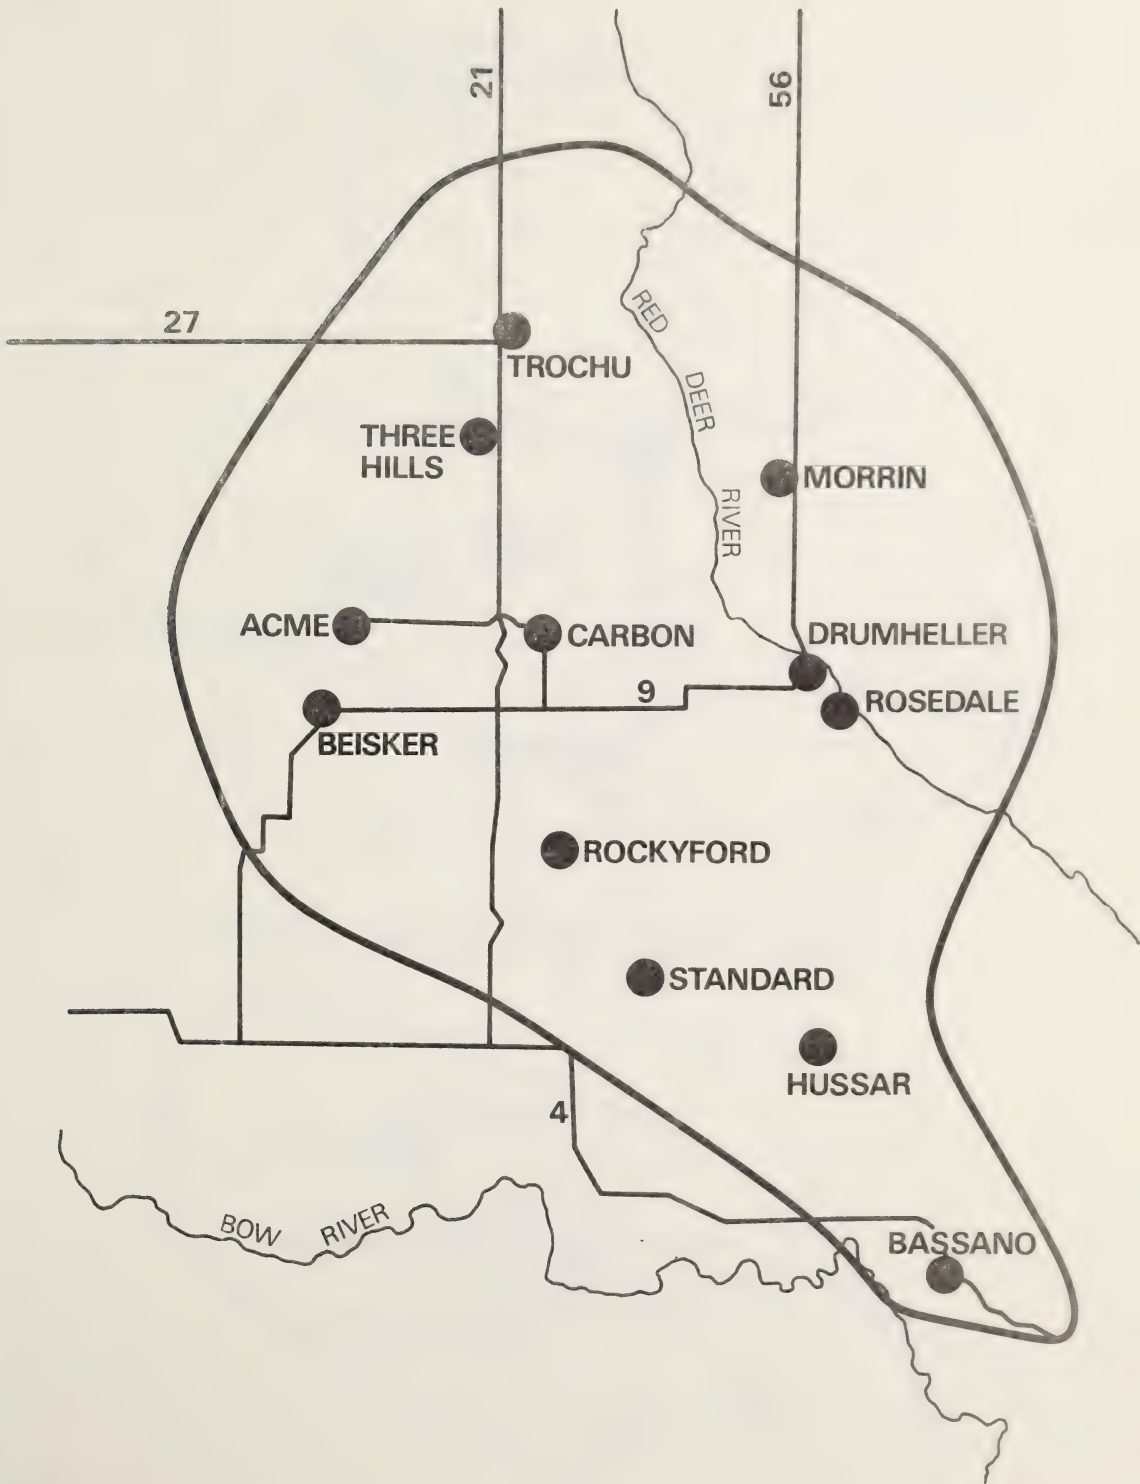 21
56
27
RED
DEER
RIVER
TROCHU
THREE
HILLS
MORRIN
ACME
CARBON
DRUMHELLER
9
ROSEDALE
BEISKER
ROCKYFORD
STANDARD
HUSSAR
4
BOW RIVER
BASSANO